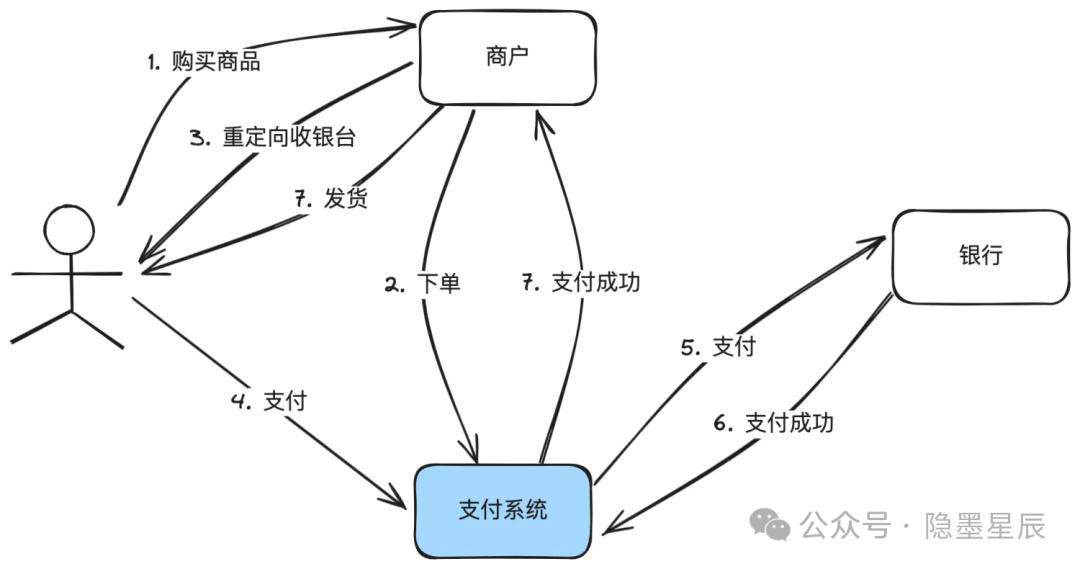 商户
1. 购买商品
3. 重定向收银台
7. 发货
2. 下单
7. 支付成功
银行
5. 支付
4. 支付
6. 支付成功
支付系统
公众号 · 隐墨星辰